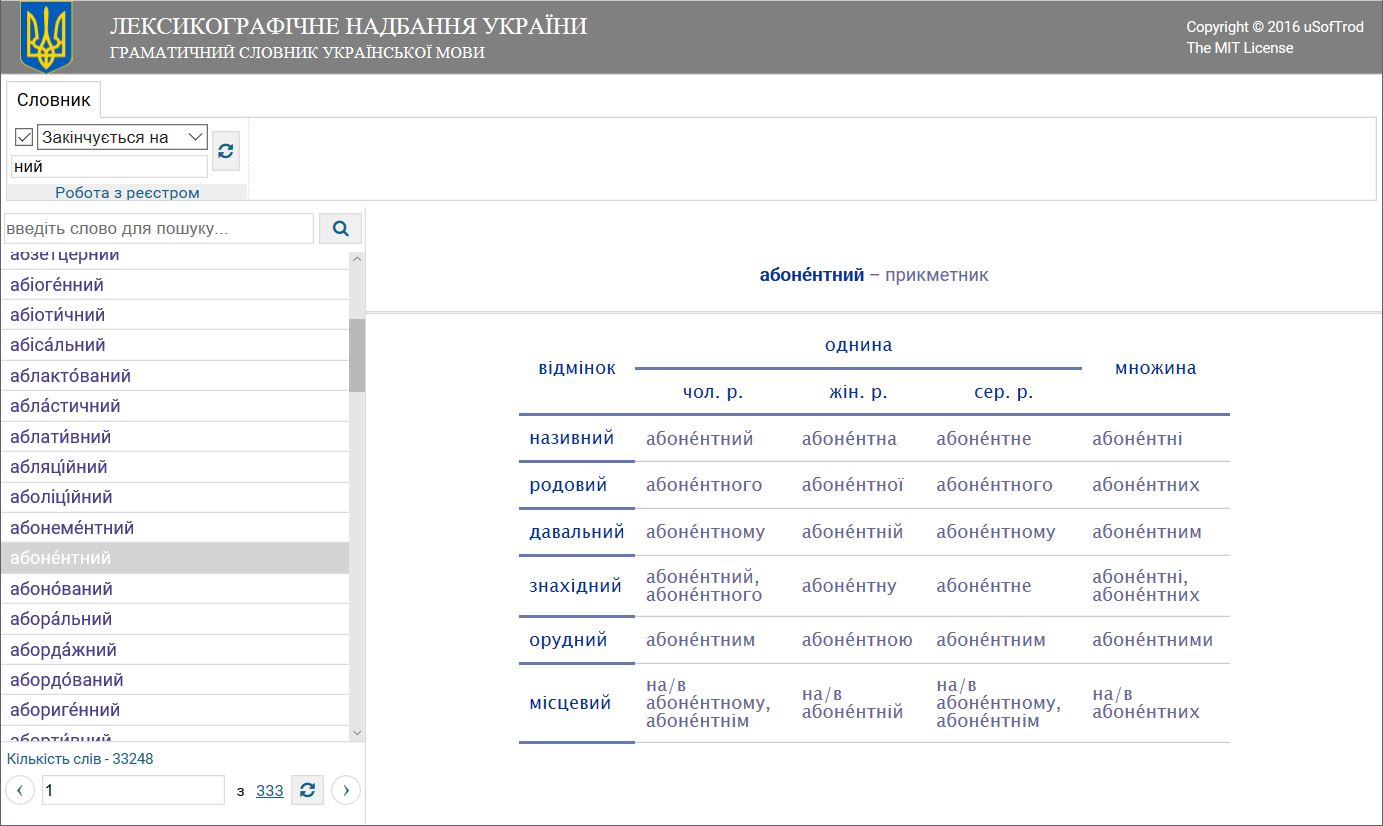 ЛЕКСИКОГРАФІЧНЕ НАДБАННЯ УКРАЇНИ
ГРАМАТИЧНИЙ СЛОВНИК УКРАЇНСЬКОЇ МОВИ
Copyright © 2016 uSofTrod
The MIT License
Словник
Закінчується на
ний
Робота з реєстром
введіть слово для пошуку...
абзетцерний
абіоге́нний
абіоти́чний
абіса́льний
аблакто́ваний
абла́стичний
аблати́вний
абляці́йний
аболіці́йний
абонеме́нтний
абоне́нтний
абоно́ваний
абора́льний
аборда́жний
абордо́ваний
абориге́нний
аборти́вний
Кількість слів - 33248
1 з 333
абоне́нтний – прикметник
відмінок однина множина
чол. р. жін. р. сер. р.
називний абоне́нтний абоне́нтна абоне́нтне абоне́нтні
родовий абоне́нтного абоне́нтної абоне́нтного абоне́нтних
давальний абоне́нтному абоне́нтній абоне́нтному абоне́нтним
знахідний абоне́нтний, абоне́нтного абоне́нтну абоне́нтне абоне́нтні, абоне́нтних
орудний абоне́нтним абоне́нтною абоне́нтним абоне́нтними
місцевий на/в абоне́нтному, абоне́нтнім на/в абоне́нтній на/в абоне́нтному, абоне́нтнім на/в абоне́нтних